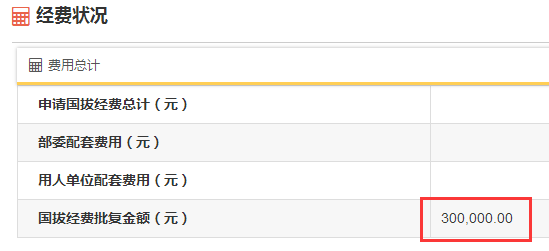 经费状况
费用总计
申请国拔经费总计（元）
部委配套费用（元）
用人单位配套费用（元）
国拔经费批复金额（元） 300,000.00